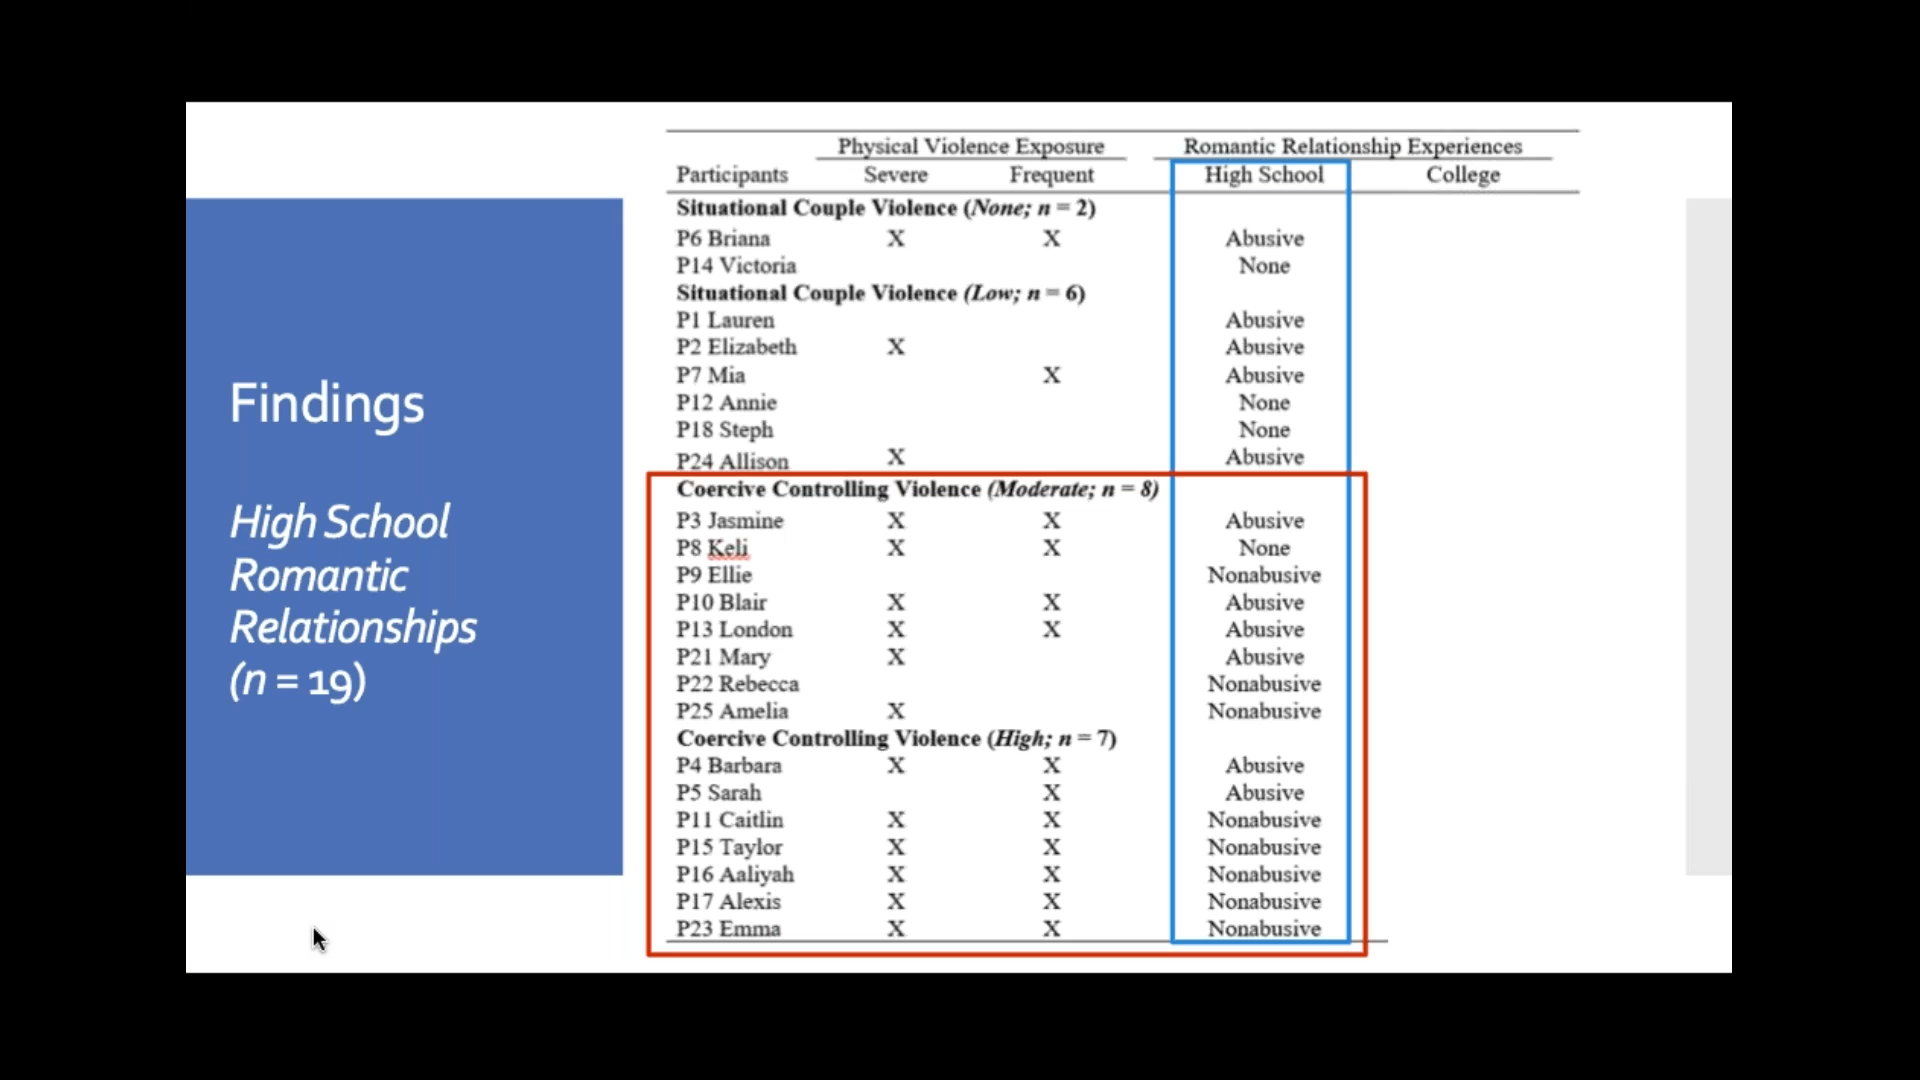 Findings
High School
Romantic
Relationships
(n = 19)
Physical Violence Exposure Romantic Relationship Experiences
Participants Severe Frequent High School College
Situational Couple Violence (None; n = 2)
P6 Briana X X Abusive
P14 Victoria None
Situational Couple Violence (Low; n = 6)
P1 Lauren Abusive
P2 Elizabeth X Abusive
P7 Mia X Abusive
P12 Annie None
P18 Steph None
P24 Allison X Abusive
Coercive Controlling Violence (Moderate; n = 8)
P3 Jasmine X X Abusive
P8 Keli X X None
P9 Ellie Nonabusive
P10 Blair X X Abusive
P13 London X X Abusive
P21 Mary X Abusive
P22 Rebecca Nonabusive
P25 Amelia X Nonabusive
Coercive Controlling Violence (High; n = 7)
P4 Barbara X X Abusive
P5 Sarah X Abusive
P11 Caitlin X X Nonabusive
P15 Taylor X X Nonabusive
P16 Aaliyah X X Nonabusive
P17 Alexis X X Nonabusive
P23 Emma X X Nonabusive